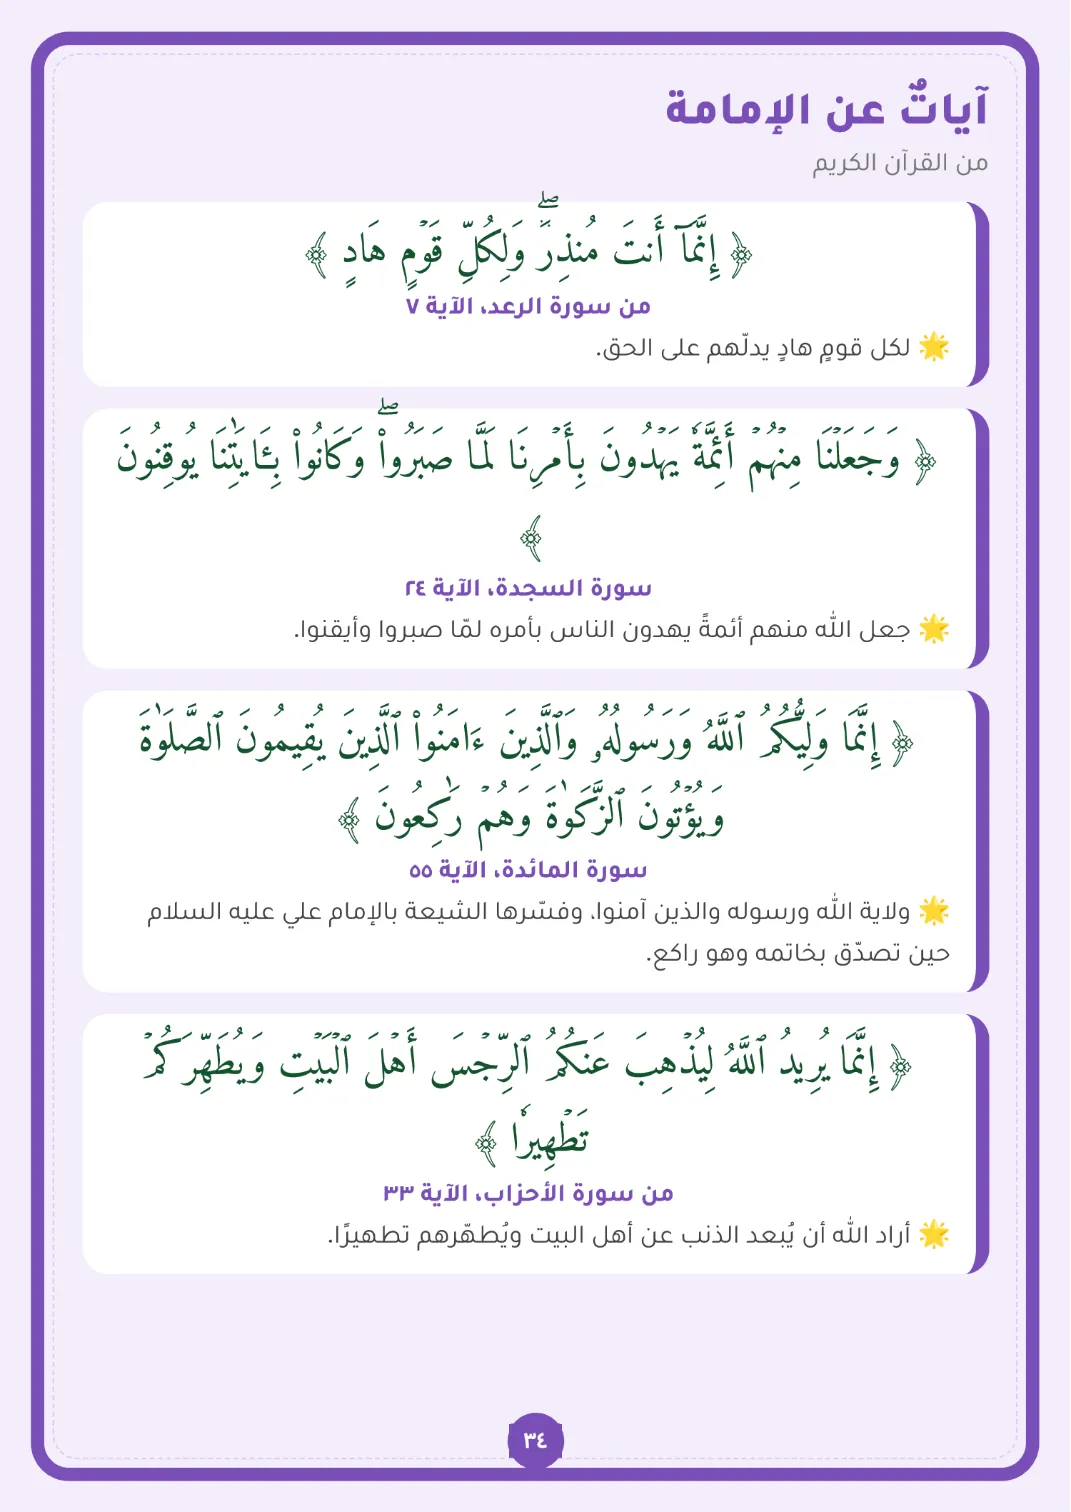 آياتٌ عن الإمامة
من القرآن الكريم
﴿ إِنَّمَآ أَنتَ مُنذِرٌۖ وَلِكُلِّ قَوۡمٍ هَادٍ ﴾
من سورة الرعد، الآية ٧
🌟 لكل قومٍ هادٍ يدلّهم على الحق.
﴿ وَجَعَلۡنَا مِنۡهُمۡ أَئِمَّةٗ يَهۡدُونَ بِأَمۡرِنَا لَمَّا صَبَرُواْۖ وَكَانُواْ بِـَٔايَٰتِنَا يُوقِنُونَ
﴾
سورة السجدة، الآية ٢٤
🌟 جعل الله منهم أئمةً يهدون الناس بأمره لمّا صبروا وأيقنوا.
﴿ إِنَّمَا وَلِيُّكُمُ ٱللَّهُ وَرَسُولُهُۥ وَٱلَّذِينَ ءَامَنُواْ ٱلَّذِينَ يُقِيمُونَ ٱلصَّلَوٰةَ
وَيُؤۡتُونَ ٱلزَّكَوٰةَ وَهُمۡ رَٰكِعُونَ ﴾
سورة المائدة، الآية ٥٥
🌟 ولاية الله ورسوله والذين آمنوا، وفسّرها الشيعة بالإمام علي عليه السلام
حين تصدّق بخاتمه وهو راكع.
﴿ إِنَّمَا يُرِيدُ ٱللَّهُ لِيُذۡهِبَ عَنكُمُ ٱلرِّجۡسَ أَهۡلَ ٱلۡبَيۡتِ وَيُطَهِّرَكُمۡ
تَطۡهِيرٗا ﴾
من سورة الأحزاب، الآية ٣٣
🌟 أراد الله أن يُبعد الذنب عن أهل البيت ويُطهّرهم تطهيرًا.
٣٤